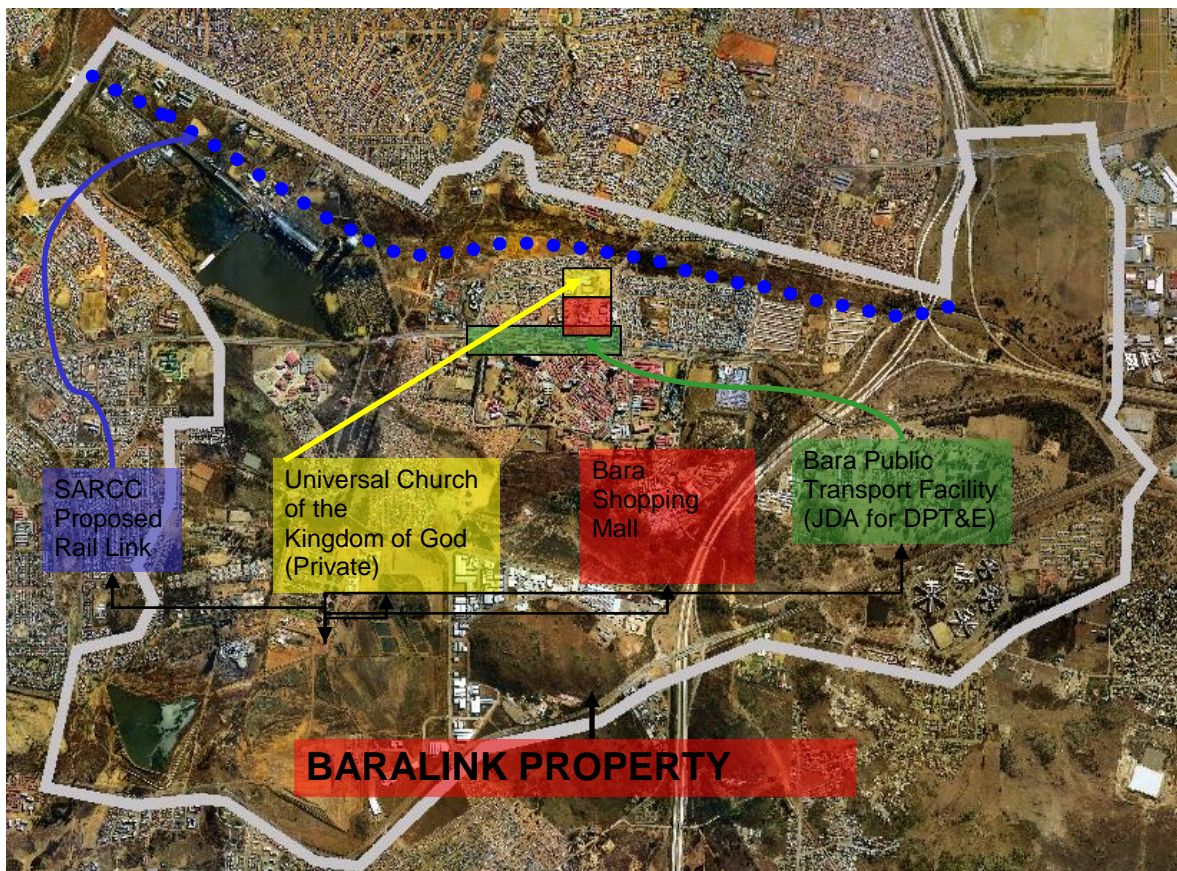 SARCC
Proposed
Rail Link
Universal Church
of the
Kingdom of God
(Private)
Bara
Shopping
Mall
Bara Public
Transport Facility
(JDA for DPT&E)
BARALINK PROPERTY